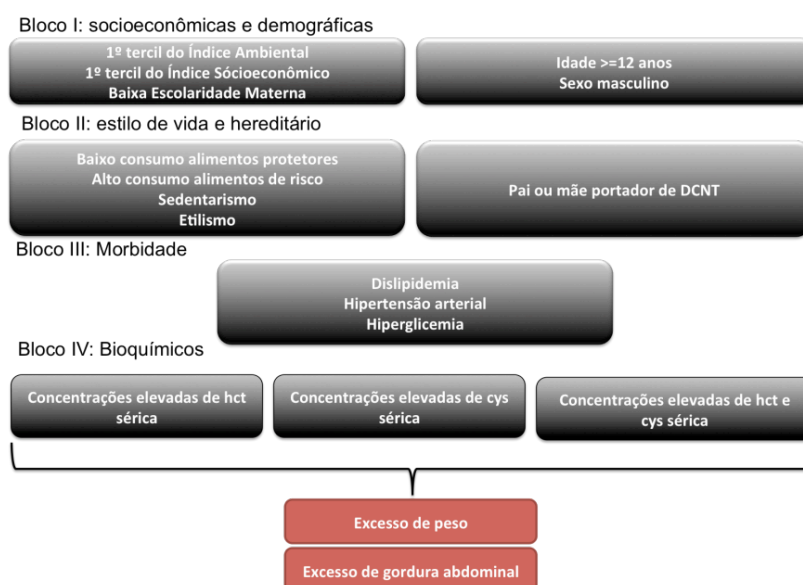 Bloco I: socioeconômicas e demográficas
1º tercil do Índice Ambiental
1º tercil do Índice Sócioeconômico
Baixa Escolaridade Materna
Idade >=12 anos
Sexo masculino
Bloco II: estilo de vida e hereditário
Baixo consumo alimentos protetores
Alto consumo alimentos de risco
Sedentarismo
Etilismo
Pai ou mãe portador de DCNT
Bloco III: Morbidade
Dislipidemia
Hipertensão arterial
Hiperglicemia
Bloco IV: Bioquímicos
Concentrações elevadas de hct
sérica
Concentrações elevadas de cys
sérica
Concentrações elevadas de hct e
cys sérica
Excesso de peso
Excesso de gordura abdominal